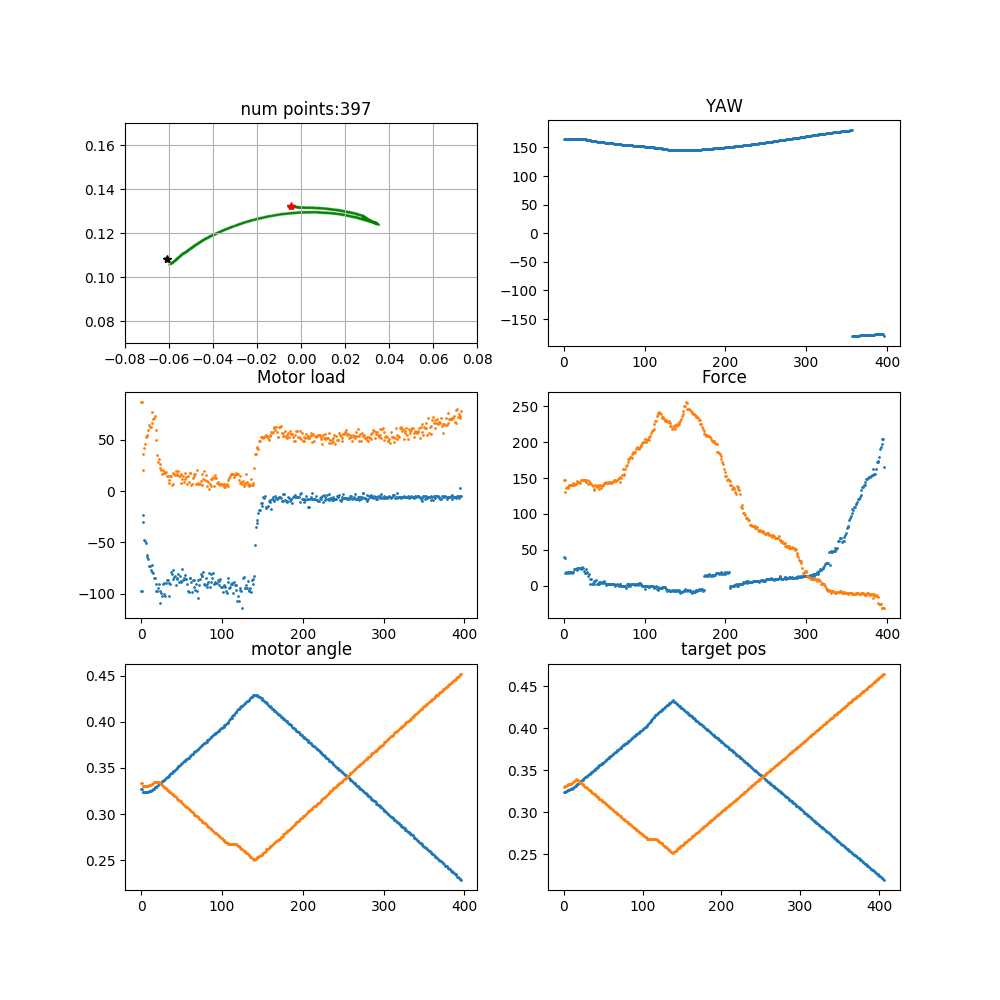 num points:397
YAW
0.16
0.14
0.12
0.10
0.08
−0.08 −0.06 −0.04 −0.02 0.00 0.02 0.04 0.06 0.08
150
100
50
0
−50
−100
−150
0 100 200 300 400
Motor load
Force
50
0
−50
−100
0 100 200 300 400
250
200
150
100
50
0
0 100 200 300 400
motor angle
target pos
0.45
0.40
0.35
0.30
0.25
0 100 200 300 400
0.45
0.40
0.35
0.30
0.25
0 100 200 300 400